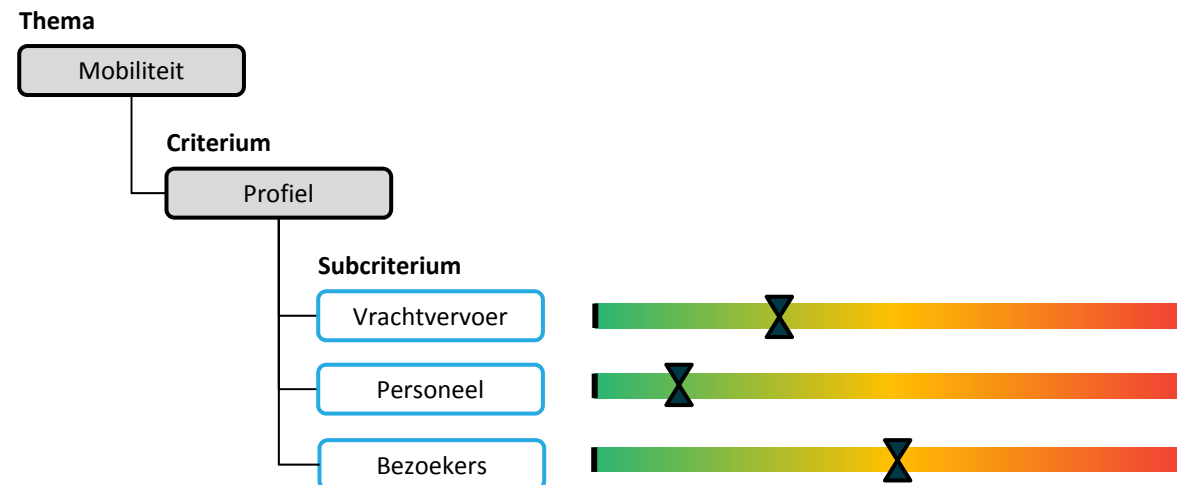 Thema
Mobiliteit
Criterium
Profiel
Subcriterium
Vrachtvervoer
Personeel
Bezoekers